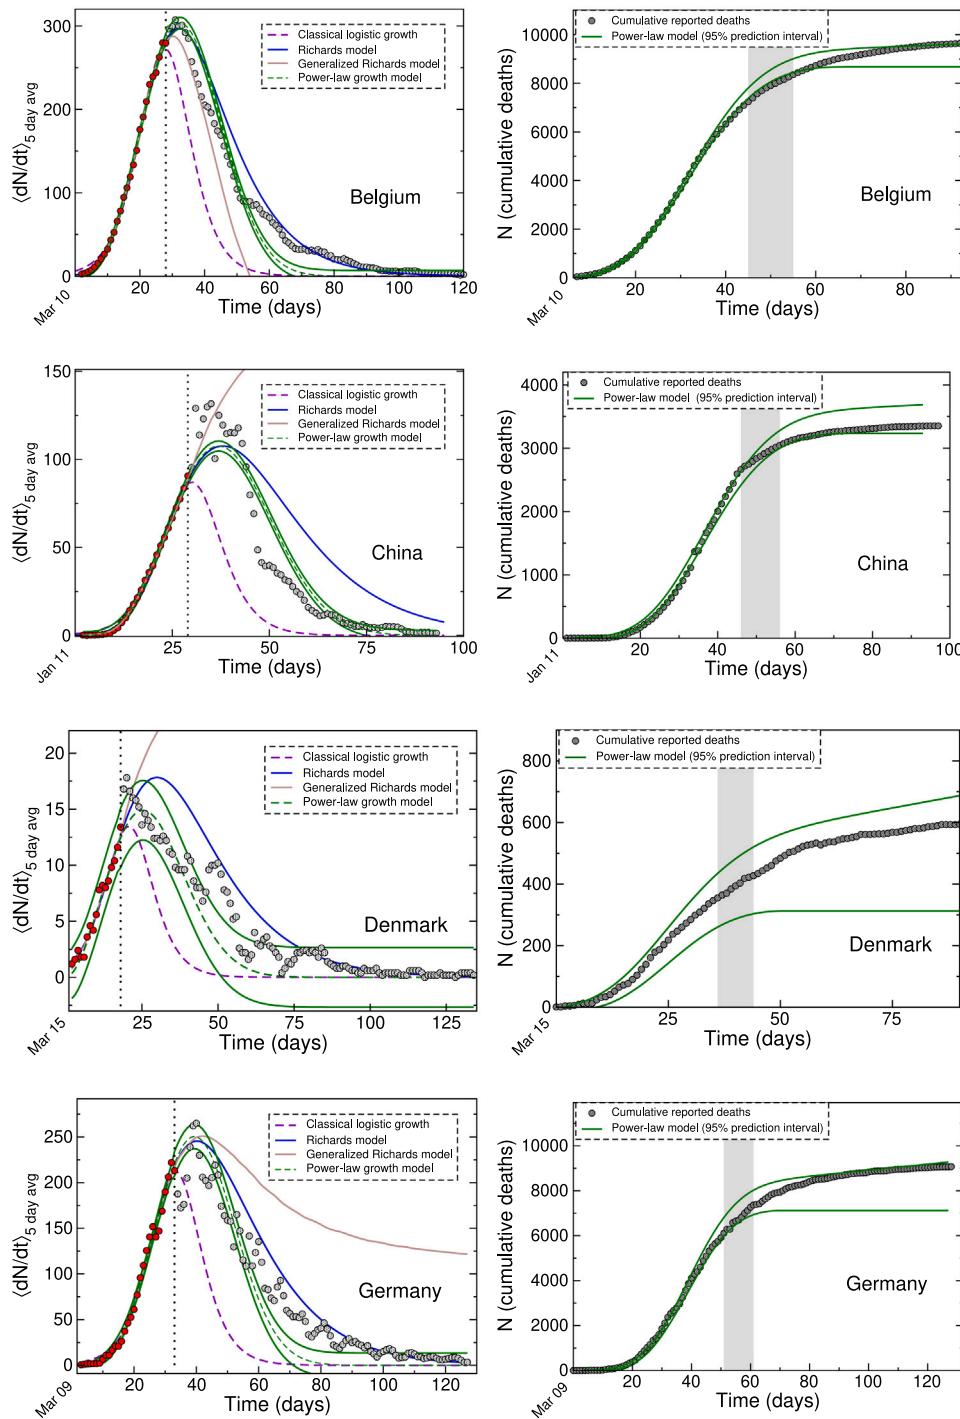 ⟨dN/dt⟩5 day avg
300
200
100
0
Classical logistic growth
Richards model
Generalized Richards model
Power-law growth model
Belgium
20
40
60
80
100
120
Mar 10
Time (days)
N (cumulative deaths)
10000
8000
6000
4000
2000
0
Cumulative reported deaths
Power-law model (95% prediction interval)
Belgium
20
40
60
80
Mar 10
Time (days)
⟨dN/dt⟩5 day avg
150
100
50
0
Classical logistic growth
Richards model
Generalized Richards model
Power-law growth model
China
25
50
75
100
Jan 11
Time (days)
N (cumulative deaths)
4000
3000
2000
1000
0
Cumulative reported deaths
Power-law model (95% prediction interval)
China
20
40
60
80
100
Jan 11
Time (days)
⟨dN/dt⟩5 day avg
20
15
10
5
0
Classical logistic growth
Richards model
Generalized Richards model
Power-law growth model
Denmark
25
50
75
100
125
Mar 15
Time (days)
N (cumulative deaths)
800
600
400
200
0
Cumulative reported deaths
Power-law model (95% prediction interval)
Denmark
25
50
75
Mar 15
Time (days)
⟨dN/dt⟩5 day avg
250
200
150
100
50
0
Classical logistic growth
Richards model
Generalized Richards model
Power-law growth model
Germany
20
40
60
80
100
120
Mar 09
Time (days)
N (cumulative deaths)
10000
8000
6000
4000
2000
0
Cumulative reported deaths
Power-law model (95% prediction interval)
Germany
20
40
60
80
100
120
Mar 09
Time (days)